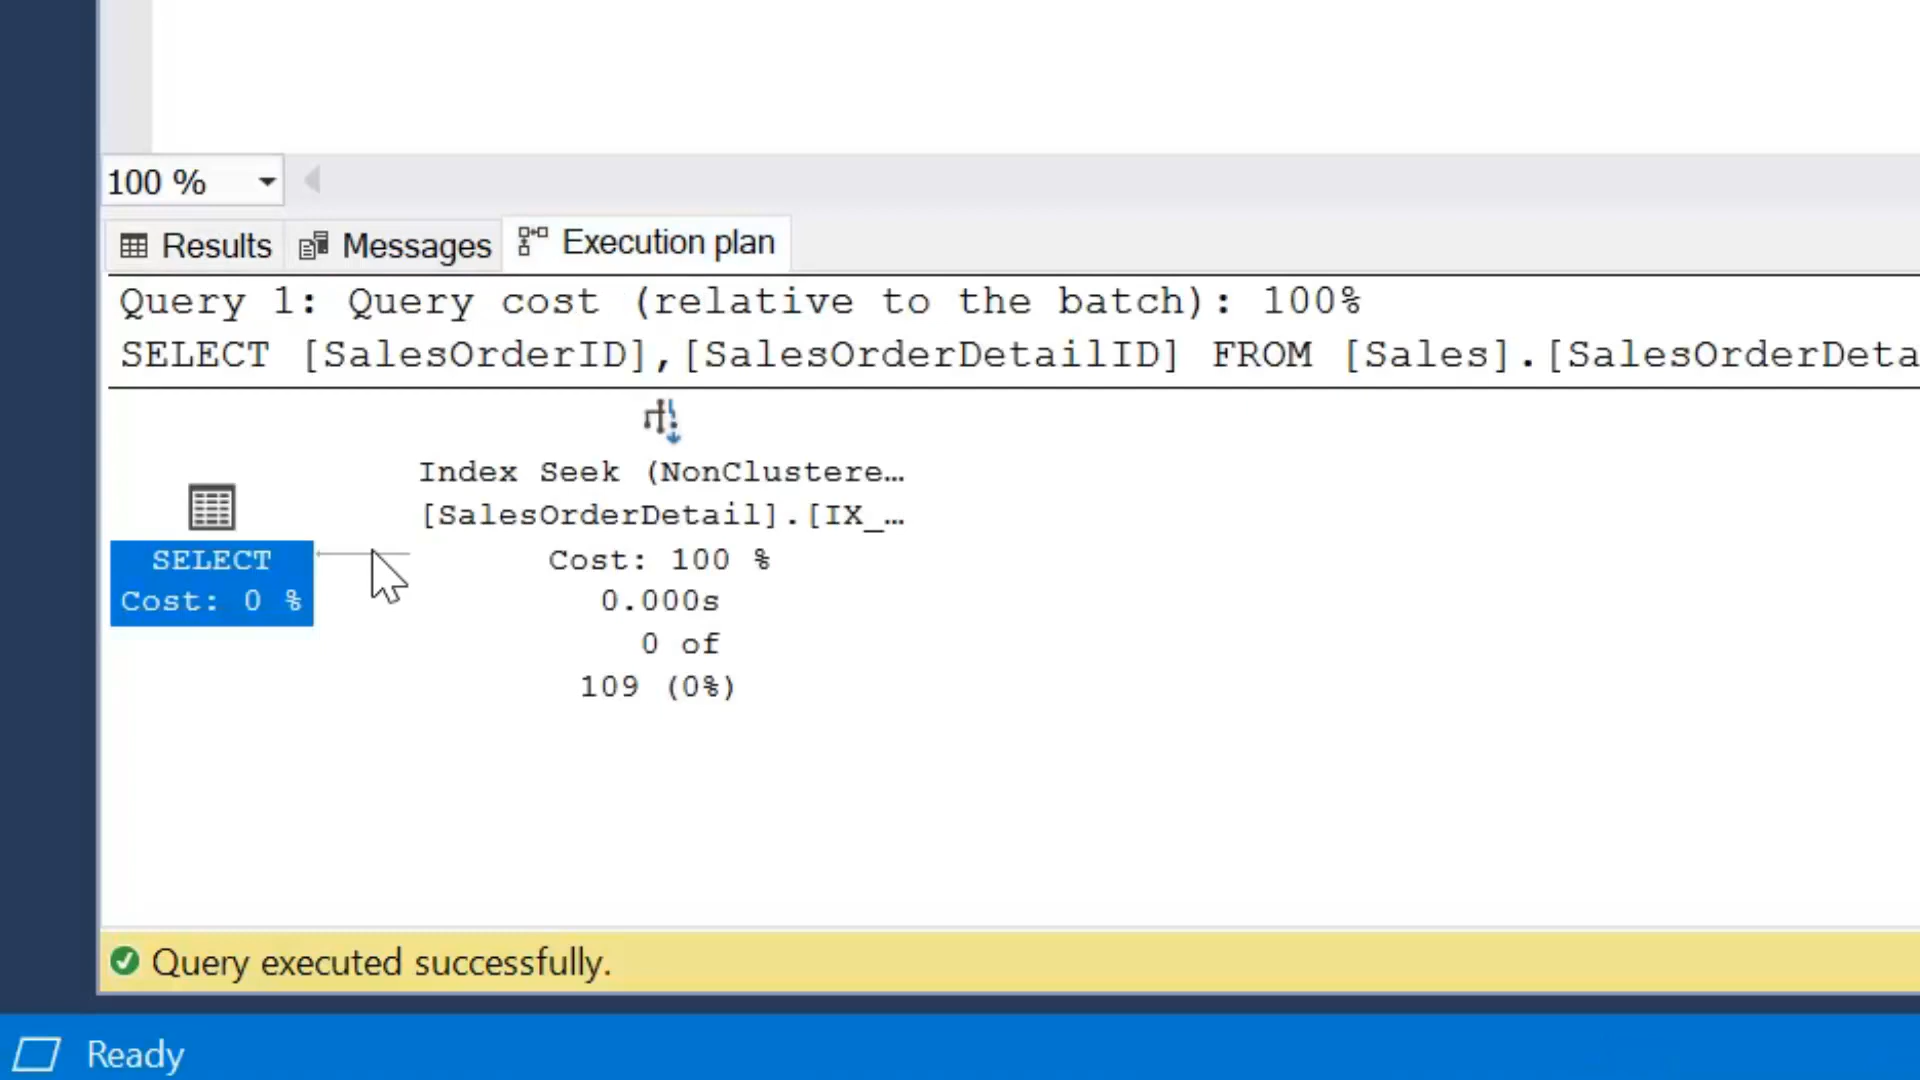 100 %
Results Messages Execution plan
Query 1: Query cost (relative to the batch): 100%
SELECT [SalesOrderID],[SalesOrderDetailID] FROM [Sales].[SalesOrderDeta
Index Seek (NonClustere…
[SalesOrderDetail].[IX_…
Cost: 100 %
0.000s
0 of
109 (0%)
SELECT
Cost: 0 %
Query executed successfully.
Ready